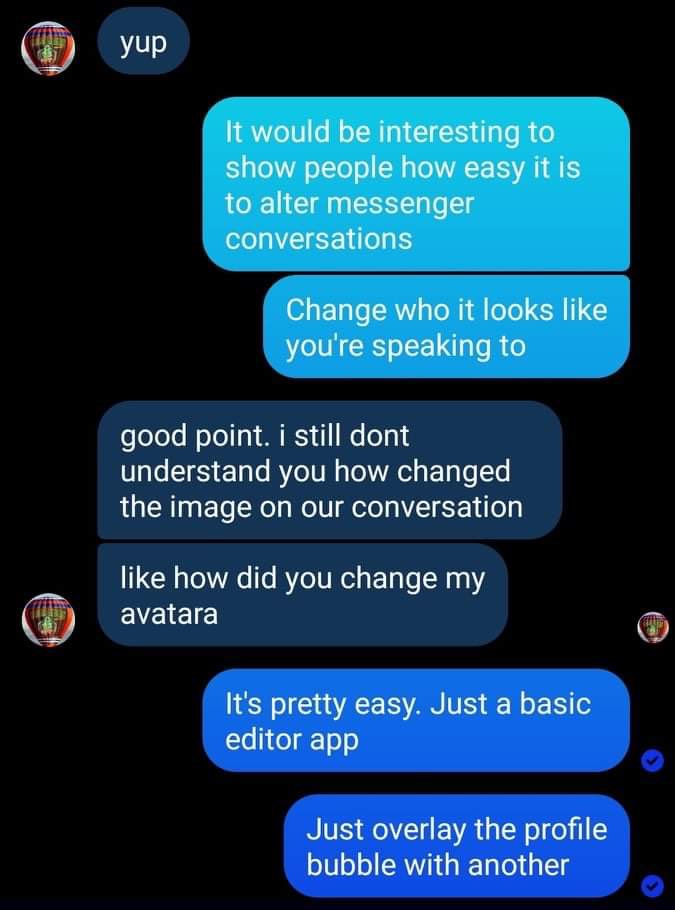 yup
It would be interesting to
show people how easy it is
to alter messenger
conversations
Change who it looks like
you're speaking to
good point. i still dont
understand you how changed
the image on our conversation
like how did you change my
avatara
It's pretty easy. Just a basic
editor app
Just overlay the profile
bubble with another